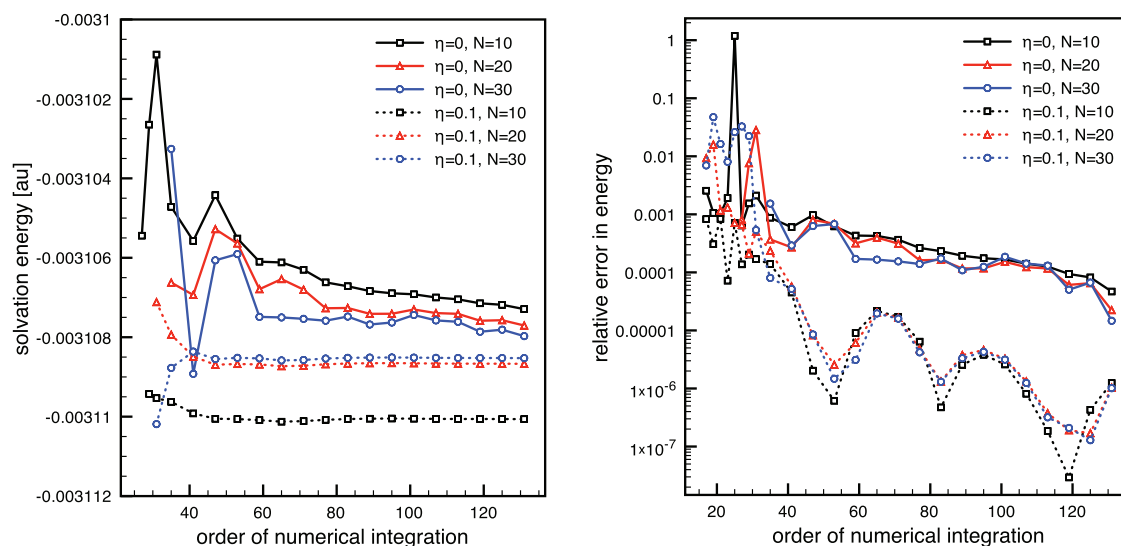 -0.0031
-0.003102
-0.003104
-0.003106
-0.003108
-0.00311
-0.003112
solvation energy [au]
40 60 80 100 120
order of numerical integration
η=0, N=10
η=0, N=20
η=0, N=30
η=0.1, N=10
η=0.1, N=20
η=0.1, N=30
1
0.1
0.01
0.001
0.0001
0.00001
1×10⁻⁶
1×10⁻⁷
relative error in energy
20 40 60 80 100 120
order of numerical integration
η=0, N=10
η=0, N=20
η=0, N=30
η=0.1, N=10
η=0.1, N=20
η=0.1, N=30